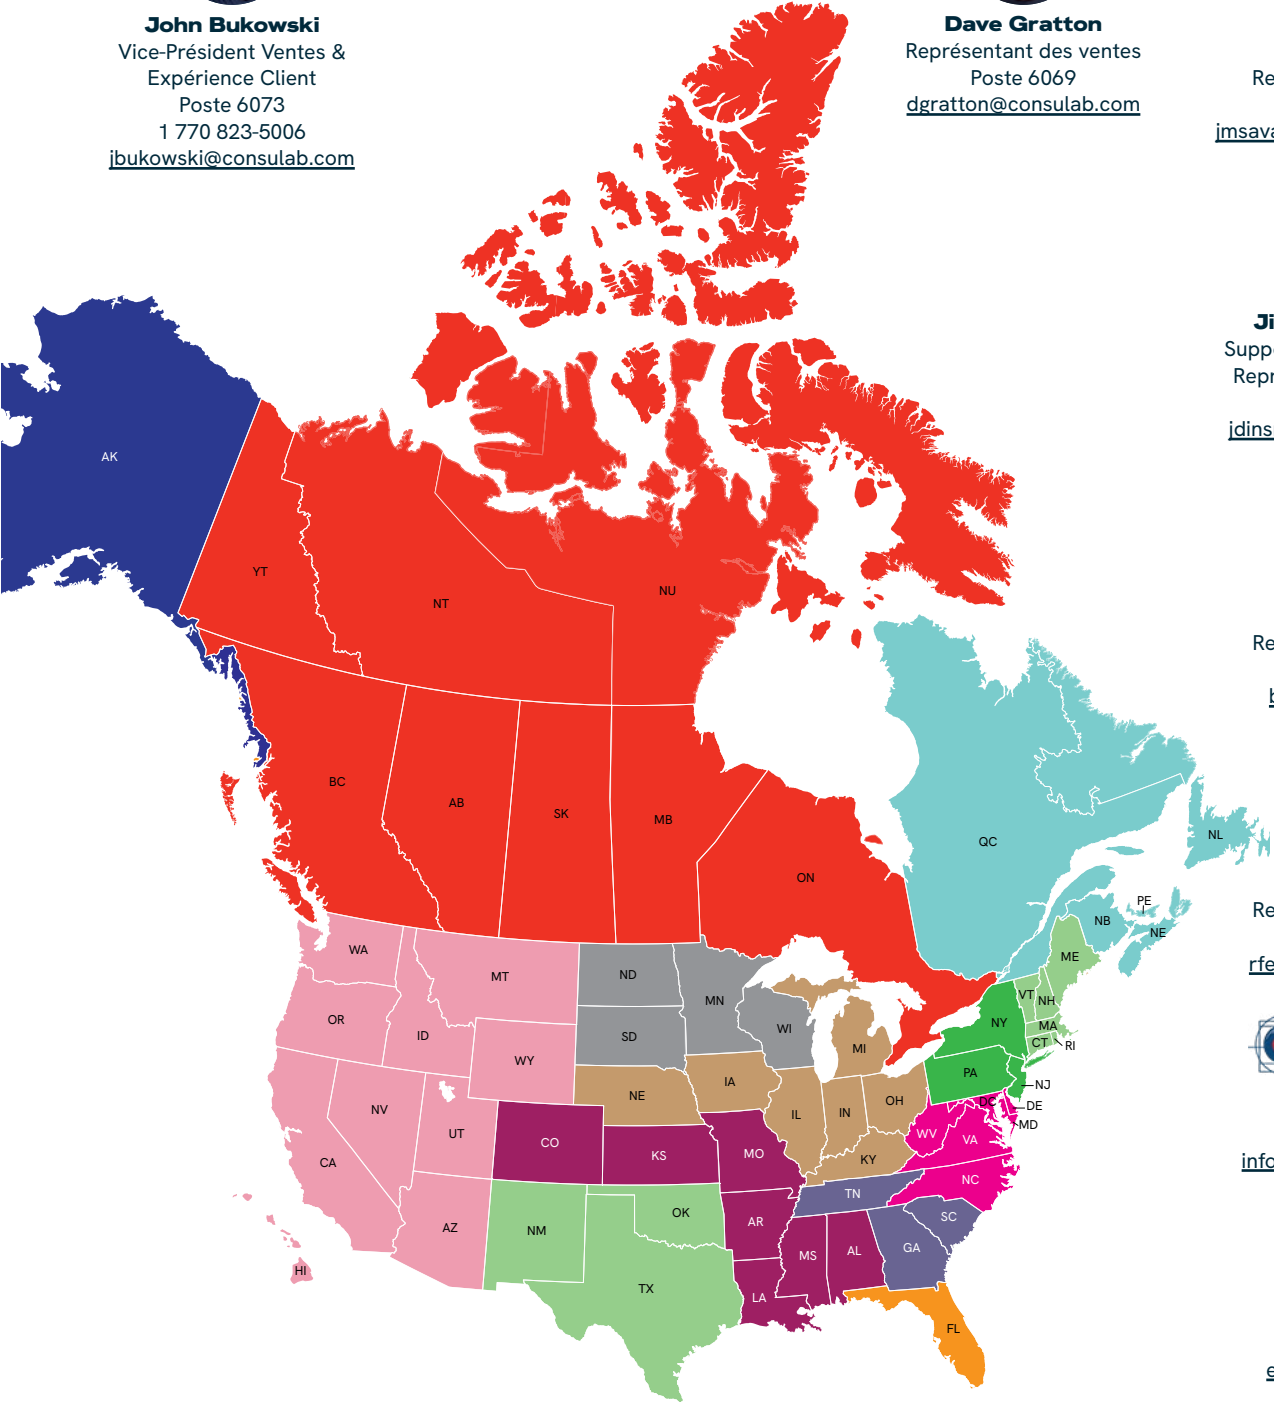 John Bukowski
Vice-Président Ventes &
Expérience Client
Poste 6073
1 770 823-5006
jbukowski@consulab.com
Dave Gratton
Représentant des ventes
Poste 6069
dgratton@consulab.com
AK
YT
NT
NU
BC
AB
SK
MB
ON
QC
NL
PE
NB
NE
WA
MT
ND
MN
ME
VT
NH
OR
ID
SD
WI
NY
MA
CT
RI
WY
MI
PA
NJ
NV
NE
IA
IL
IN
OH
DC
DE
MD
UT
CO
KS
MO
KY
WV
VA
CA
AZ
NM
OK
AR
TN
NC
SC
HI
TX
LA
MS
AL
GA
FL